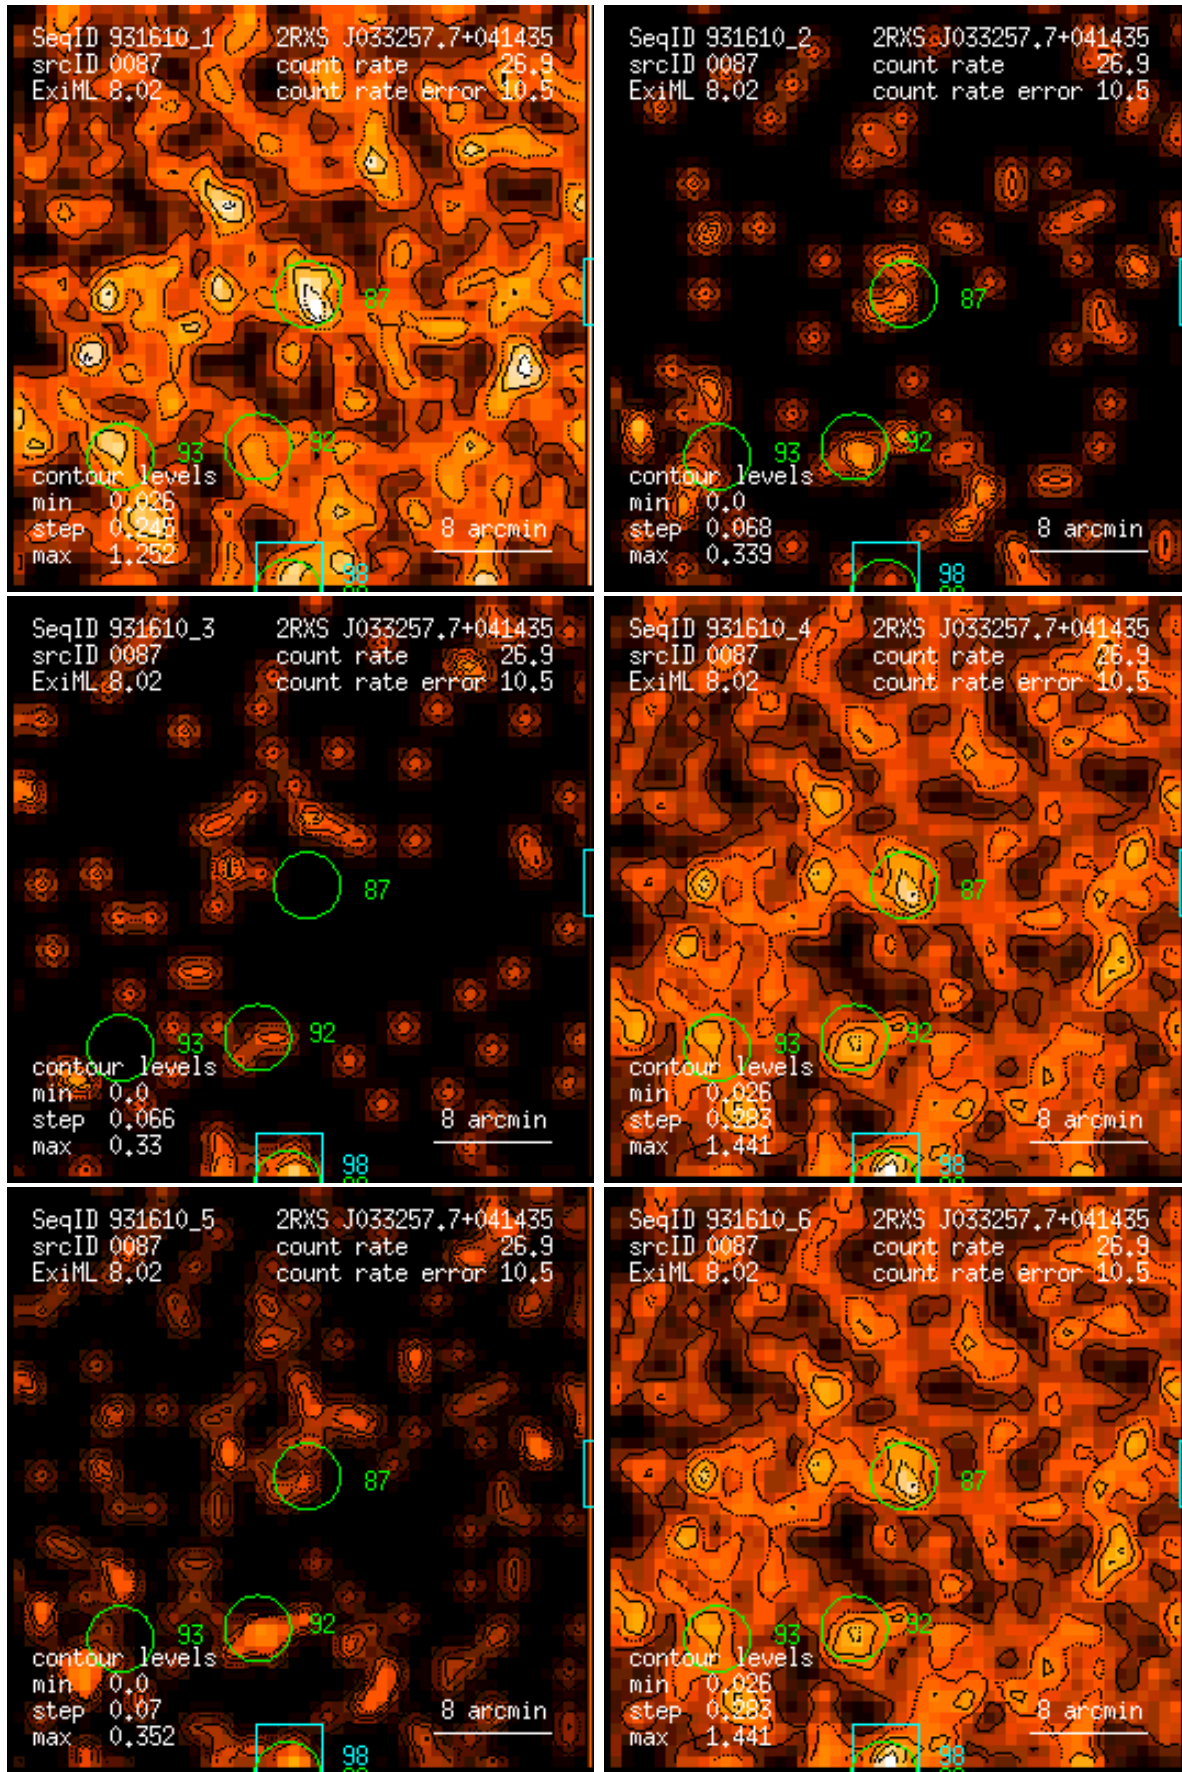 SeqID 931610_1 2RXS J033257.7+041435
srcID 0087 count rate 26.9
ExiML 8.02 count rate error 10.5
87
93 92
contour levels
min 0.026
step 0.245 8 arcmin
max 1.252
98
SeqID 931610_2 2RXS J033257.7+041435
srcID 0087 count rate 26.9
ExiML 8.02 count rate error 10.5
87
93 92
contour levels
min 0.0
step 0.068 8 arcmin
max 0.339
98
SeqID 931610_3 2RXS J033257.7+041435
srcID 0087 count rate 26.9
ExiML 8.02 count rate error 10.5
87
93 92
contour levels
min 0.0
step 0.066 8 arcmin
max 0.33
98
SeqID 931610_4 2RXS J033257.7+041435
srcID 0087 count rate 26.9
ExiML 8.02 count rate error 10.5
87
93 92
contour levels
min 0.026
step 0.283 8 arcmin
max 1.441
98
SeqID 931610_5 2RXS J033257.7+041435
srcID 0087 count rate 26.9
ExiML 8.02 count rate error 10.5
87
93 92
contour levels
min 0.0
step 0.07 8 arcmin
max 0.352
98
SeqID 931610_6 2RXS J033257.7+041435
srcID 0087 count rate 26.9
ExiML 8.02 count rate error 10.5
87
93 92
contour levels
min 0.026
step 0.283 8 arcmin
max 1.441
98